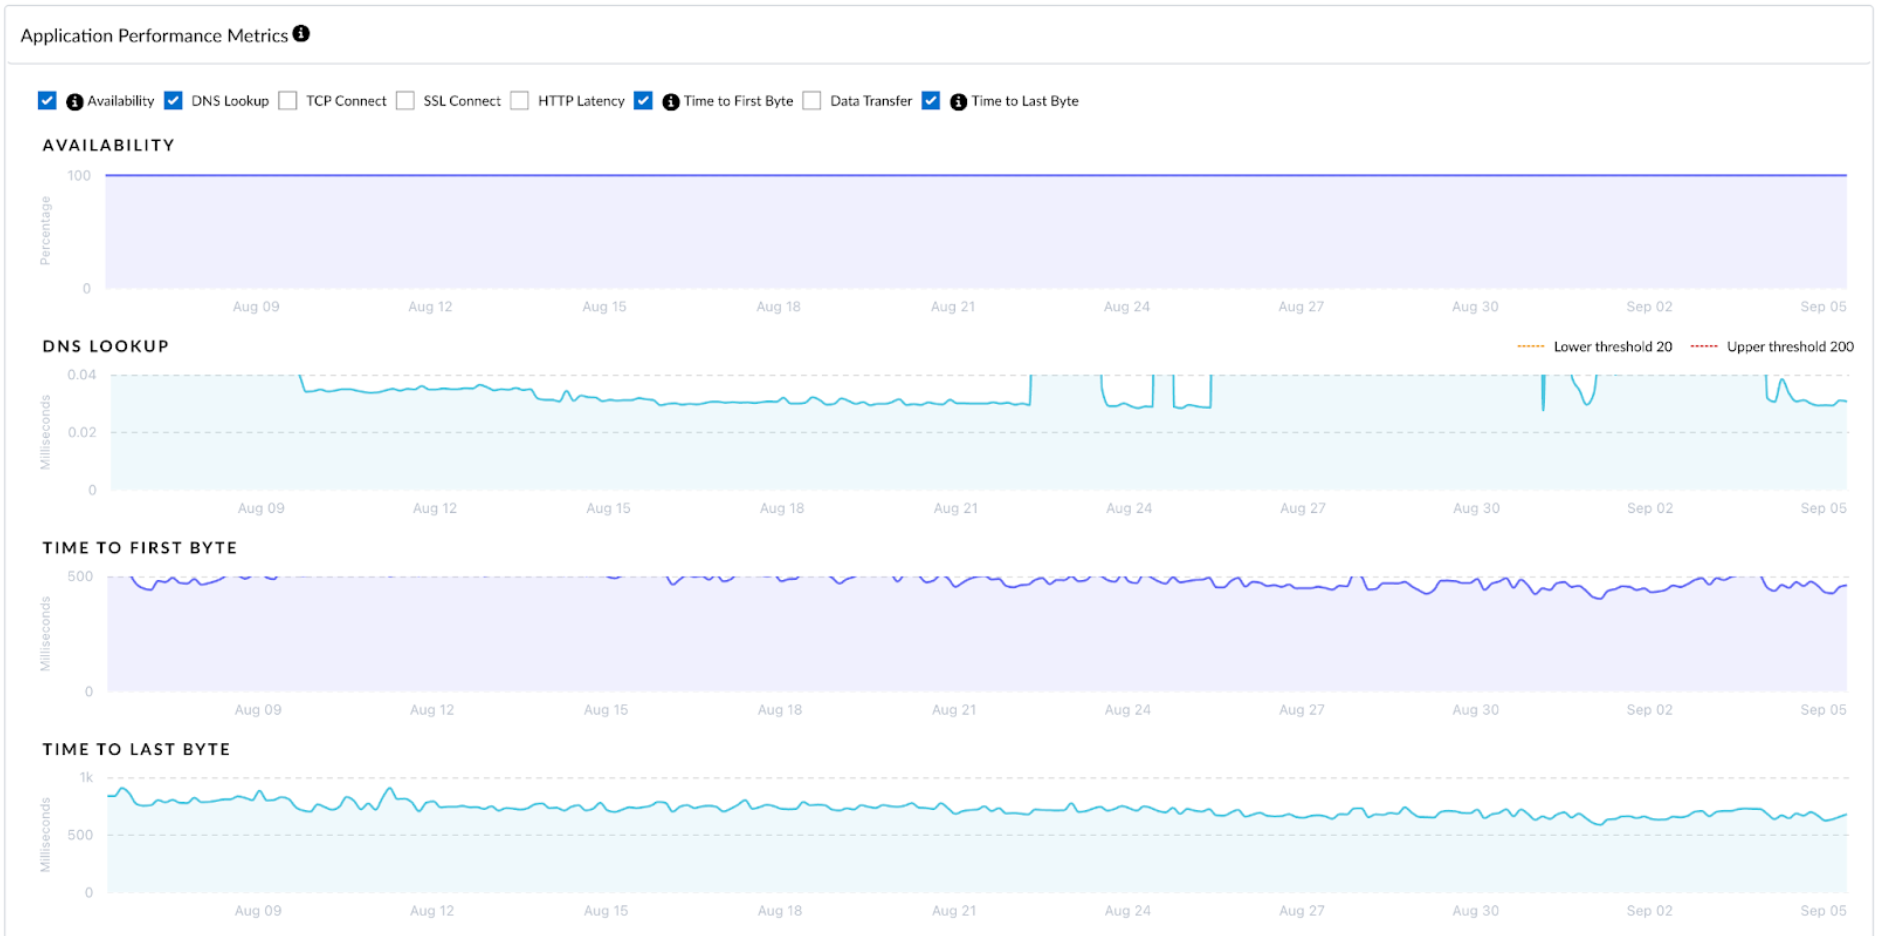 Application Performance Metrics
Availability DNS Lookup TCP Connect SSL Connect HTTP Latency Time to First Byte Data Transfer Time to Last Byte
AVAILABILITY
100
Percentage
0
Aug 09 Aug 12 Aug 15 Aug 18 Aug 21 Aug 24 Aug 27 Aug 30 Sep 02 Sep 05
DNS LOOKUP
Lower threshold 20 Upper threshold 200
0.04
Milliseconds
0.02
0
Aug 09 Aug 12 Aug 15 Aug 18 Aug 21 Aug 24 Aug 27 Aug 30 Sep 02 Sep 05
TIME TO FIRST BYTE
500
Milliseconds
0
Aug 09 Aug 12 Aug 15 Aug 18 Aug 21 Aug 24 Aug 27 Aug 30 Sep 02 Sep 05
TIME TO LAST BYTE
1k
Milliseconds
500
0
Aug 09 Aug 12 Aug 15 Aug 18 Aug 21 Aug 24 Aug 27 Aug 30 Sep 02 Sep 05